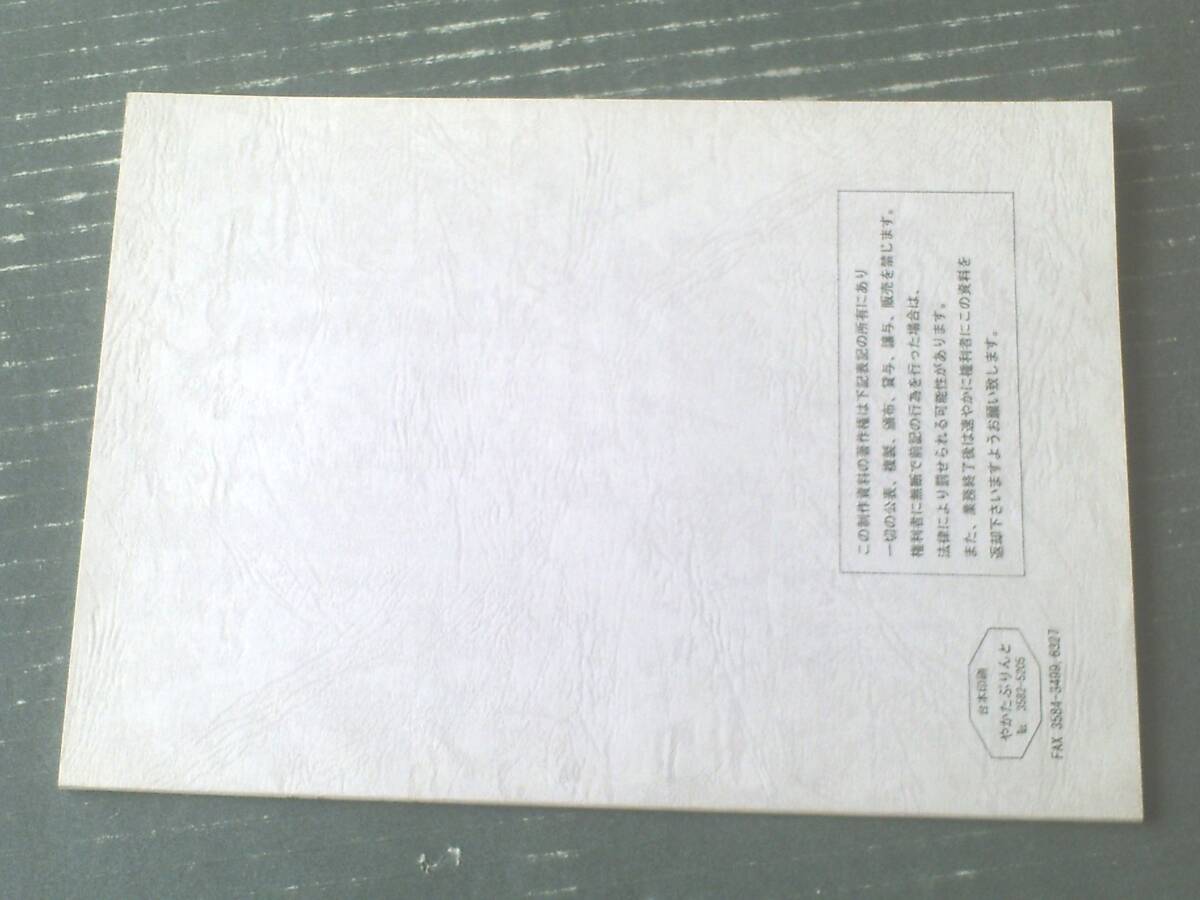 この制作資料の著作権は下記表記の所有にあり
一切の公表、複製、頒布、貸与、譲与、販売を禁じます。
権利者に無断で前記の行為を行った場合は、
法律により罰せられる可能性があります。
また、業務終了後は速やかに権利者にこの資料を
返却下さいますようお願い致します。
台本印刷
やかたぷりんと
℡ 3582-5205
FAX 3584-3499, 6327